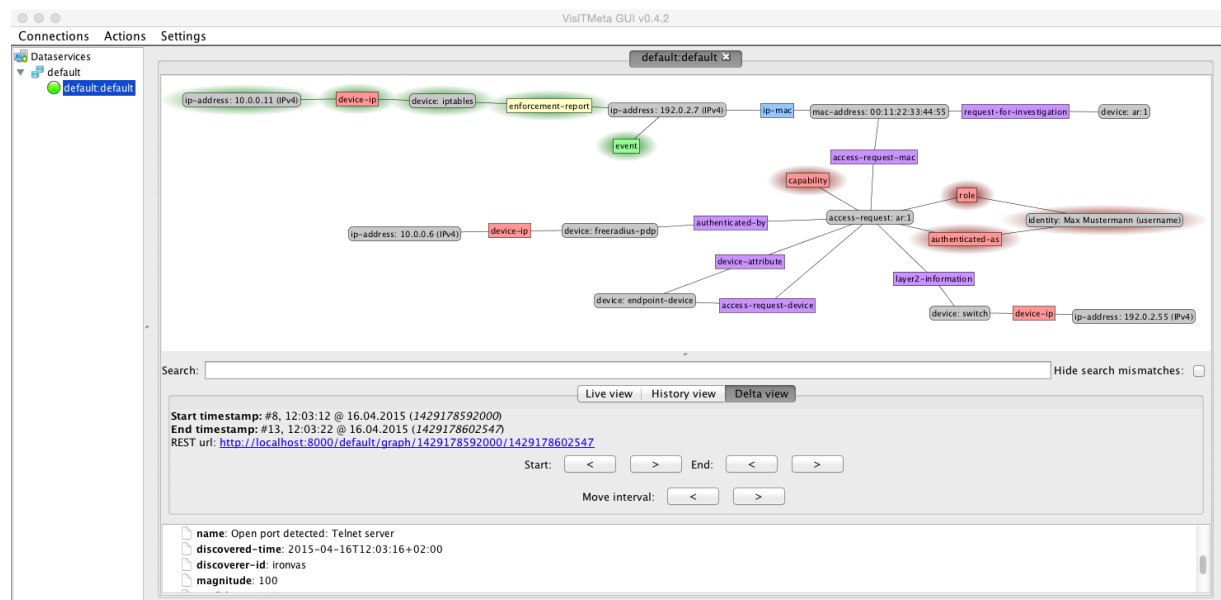 VisITMeta GUI v0.4.2
Connections Actions Settings
Dataservices
default
default:default
default:default
ip-address: 10.0.0.11 (IPv4)
device-ip
device: iptables
enforcement-report
ip-address: 192.0.2.7 (IPv4)
ip-mac
mac-address: 00:11:22:33:44:55
request-for-investigation
device: ar:1
event
access-request-mac
capability
role
access-request: ar:1
identity: Max Mustermann (username)
authenticated-by
ip-address: 10.0.0.6 (IPv4)
device-ip
device: freeradius-pdp
authenticated-as
device-attribute
layer2-information
device: endpoint-device
access-request-device
device: switch
device-ip
ip-address: 192.0.2.55 (IPv4)
Search:
Hide search mismatches:
Live view History view Delta view
Start timestamp: #8, 12:03:12 @ 16.04.2015 (1429178592000)
End timestamp: #13, 12:03:22 @ 16.04.2015 (1429178602547)
REST url: http://localhost:8000/default/graph/1429178592000/1429178602547
Start: < > End: < >
Move interval: < >
name: Open port detected: Telnet server
discovered-time: 2015-04-16T12:03:16+02:00
discoverer-id: ironvas
magnitude: 100